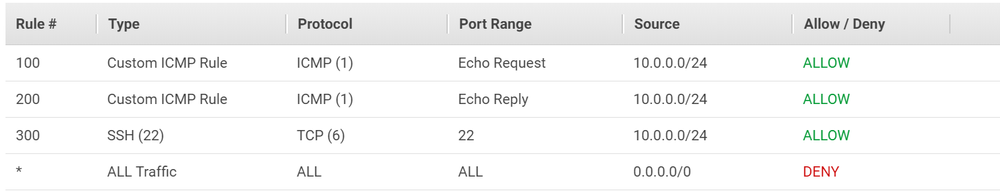 Rule # Type Protocol Port Range Source Allow / Deny
100 Custom ICMP Rule ICMP (1) Echo Request 10.0.0.0/24 ALLOW
200 Custom ICMP Rule ICMP (1) Echo Reply 10.0.0.0/24 ALLOW
300 SSH (22) TCP (6) 22 10.0.0.0/24 ALLOW
* ALL Traffic ALL ALL 0.0.0.0/0 DENY